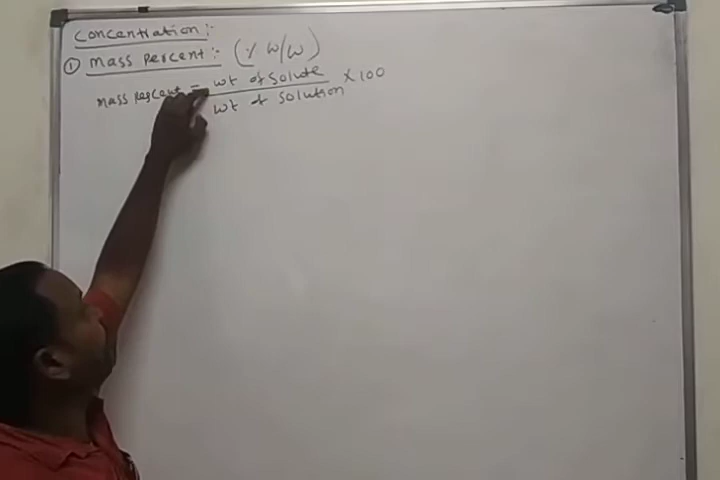 Concentration :-
① Mass Percent :- (% W/W)
Mass Percent = wt of Solute × 100
wt of Solution